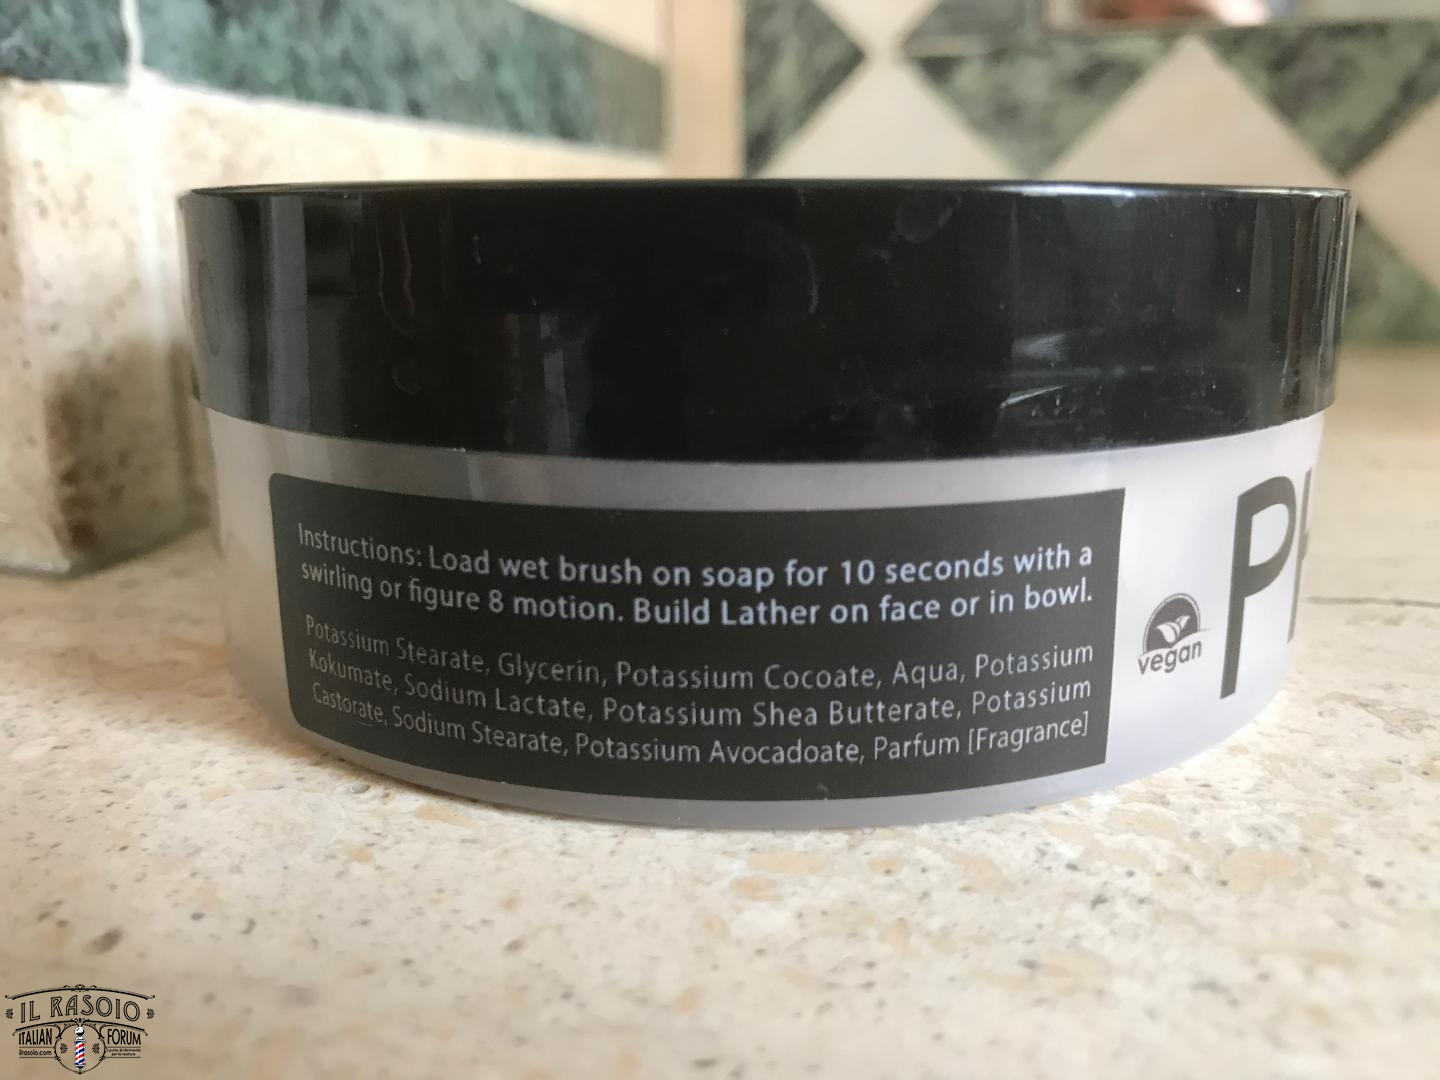 Instructions: Load wet brush on soap for 10 seconds with a
swirling or figure 8 motion. Build Lather on face or in bowl.
Potassium Stearate, Glycerin, Potassium Cocoate, Aqua, Potassium
Kokumate, Sodium Lactate, Potassium Shea Butterate, Potassium
Castorate, Sodium Stearate, Potassium Avocadoate, Parfum [Fragrance]
vegan
P
IL RASOIO
ITALIAN FORUM
ilrasoio.com